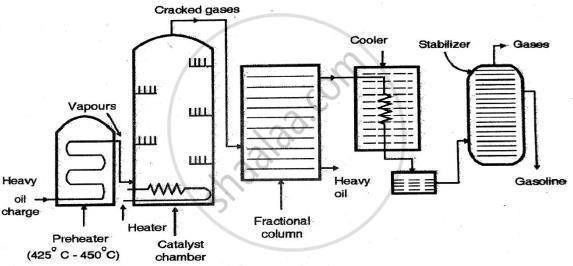 Cracked gases
Cooler
Stabilizer
Gases
Vapours
shaalaa.com
Heavy
oil
charge
Heavy
oil
Gasoline
Preheater
(425° C - 450°C)
Heater
Catalyst
chamber
Fractional
column